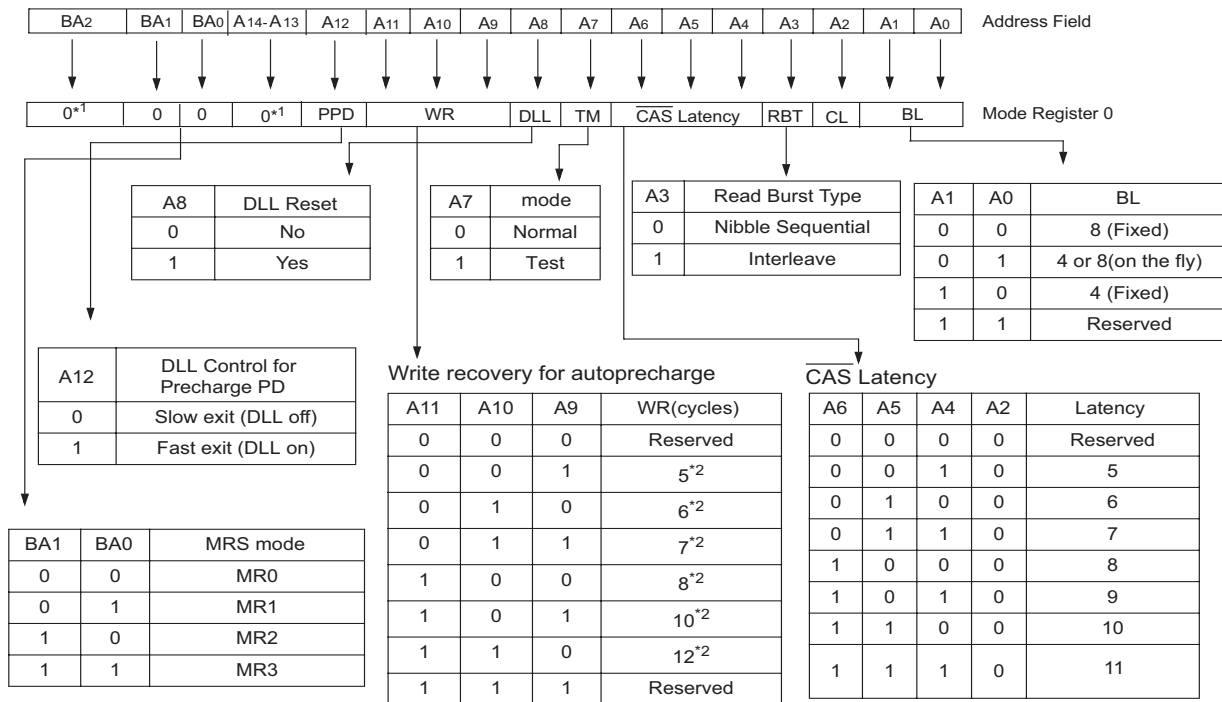 BA2 BA1 BA0 A14-A13 A12 A11 A10 A9 A8 A7 A6 A5 A4 A3 A2 A1 A0 Address Field
0*1 0 0 0*1 PPD WR DLL TM CAS Latency RBT CL BL Mode Register 0
A8 DLL Reset
0 No
1 Yes
A7 mode
0 Normal
1 Test
A3 Read Burst Type
0 Nibble Sequential
1 Interleave
A1 A0 BL
0 0 8 (Fixed)
0 1 4 or 8(on the fly)
1 0 4 (Fixed)
1 1 Reserved
A12 DLL Control for
Precharge PD
0 Slow exit (DLL off)
1 Fast exit (DLL on)
Write recovery for autoprecharge
A11 A10 A9 WR(cycles)
0 0 0 Reserved
0 0 1 5*2
0 1 0 6*2
0 1 1 7*2
1 0 0 8*2
1 0 1 10*2
1 1 0 12*2
1 1 1 Reserved
CAS Latency
A6 A5 A4 A2 Latency
0 0 0 0 Reserved
0 0 1 0 5
0 1 0 0 6
0 1 1 0 7
1 0 0 0 8
1 0 1 0 9
1 1 0 0 10
1 1 1 0 11
BA1 BA0 MRS mode
0 0 MR0
0 1 MR1
1 0 MR2
1 1 MR3